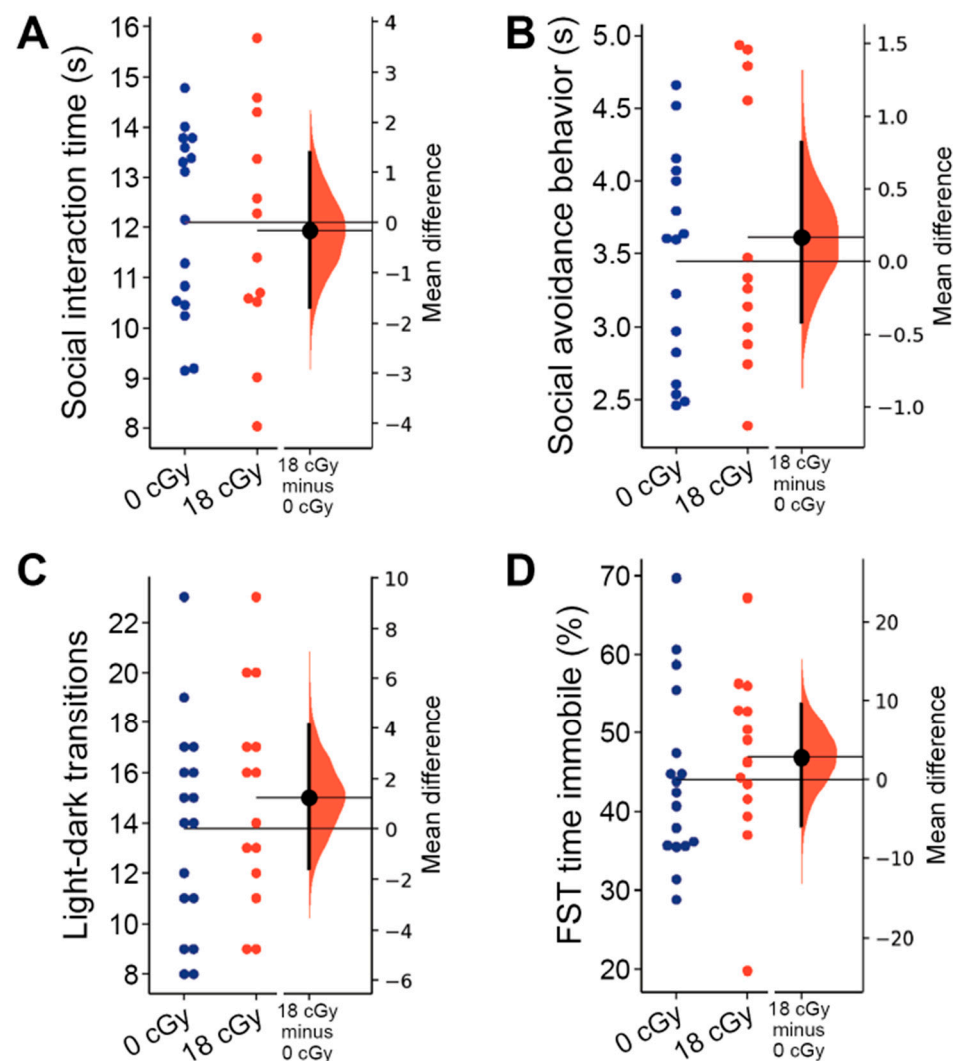 A
Social interaction time (s)
16
15
14
13
12
11
10
9
8
4
3
2
1
0
−1
−2
−3
−4
Mean difference
0 cGy
18 cGy
18 cGy
minus
0 cGy
B
Social avoidance behavior (s)
5.0
4.5
4.0
3.5
3.0
2.5
1.5
1.0
0.5
0.0
−0.5
−1.0
Mean difference
0 cGy
18 cGy
18 cGy
minus
0 cGy
C
Light-dark transitions
22
20
18
16
14
12
10
8
10
8
6
4
2
0
−2
−4
−6
Mean difference
0 cGy
18 cGy
18 cGy
minus
0 cGy
D
FST time immobile (%)
70
60
50
40
30
20
20
10
0
−10
−20
Mean difference
0 cGy
18 cGy
18 cGy
minus
0 cGy